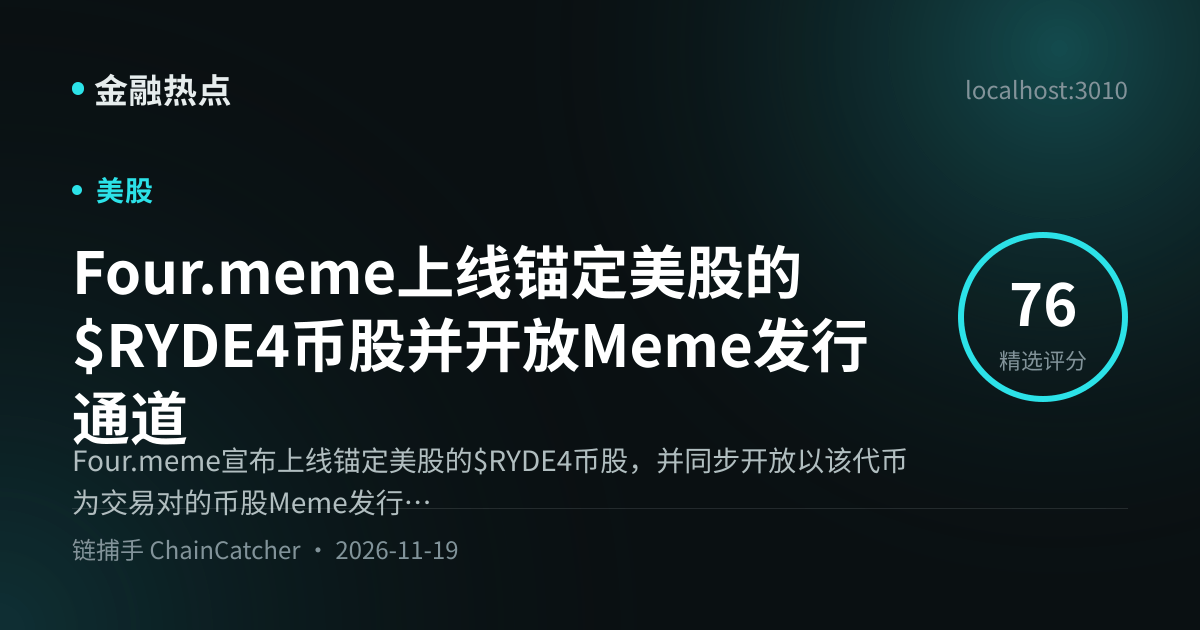 金融热点
localhost:3010
美股
Four.meme上线锚定美股的
$RYDE4币股并开放Meme发行
通道
76
精选评分
Four.meme宣布上线锚定美股的$RYDE4币股，并同步开放以该代币
为交易对的币股Meme发行…
链捕手 ChainCatcher · 2026-11-19